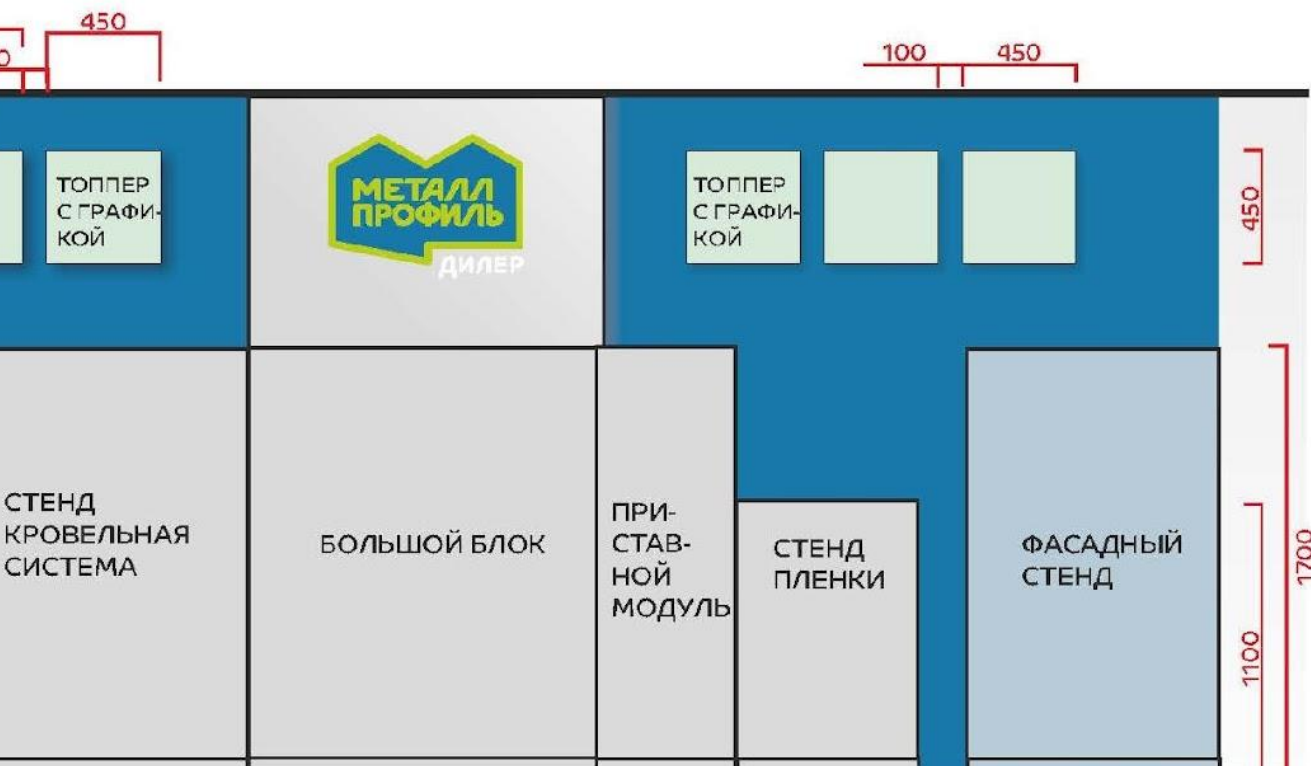 450
100
450
ТОППЕР
С ГРАФИ-
КОЙ
МЕТАЛЛ
ПРОФИЛЬ
ДИЛЕР
ТОППЕР
С ГРАФИ-
КОЙ
450
СТЕНД
КРОВЕЛЬНАЯ
СИСТЕМА
БОЛЬШОЙ БЛОК
ПРИ-
СТАВ-
НОЙ
МОДУЛЬ
СТЕНД
ПЛЕНКИ
ФАСАДНЫЙ
СТЕНД
1700
1100